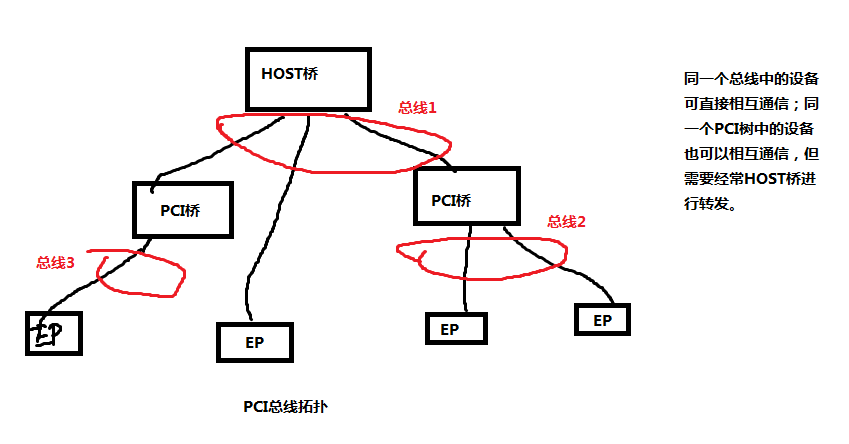 HOST桥
总线1
同一个总线中的设备
可直接相互通信；同
一个PCI树中的设备
也可以相互通信，但
需要经常HOST桥进
行转发。
PCI桥
PCI桥
总线2
总线3
EP
EP
EP
EP
PCI总线拓扑